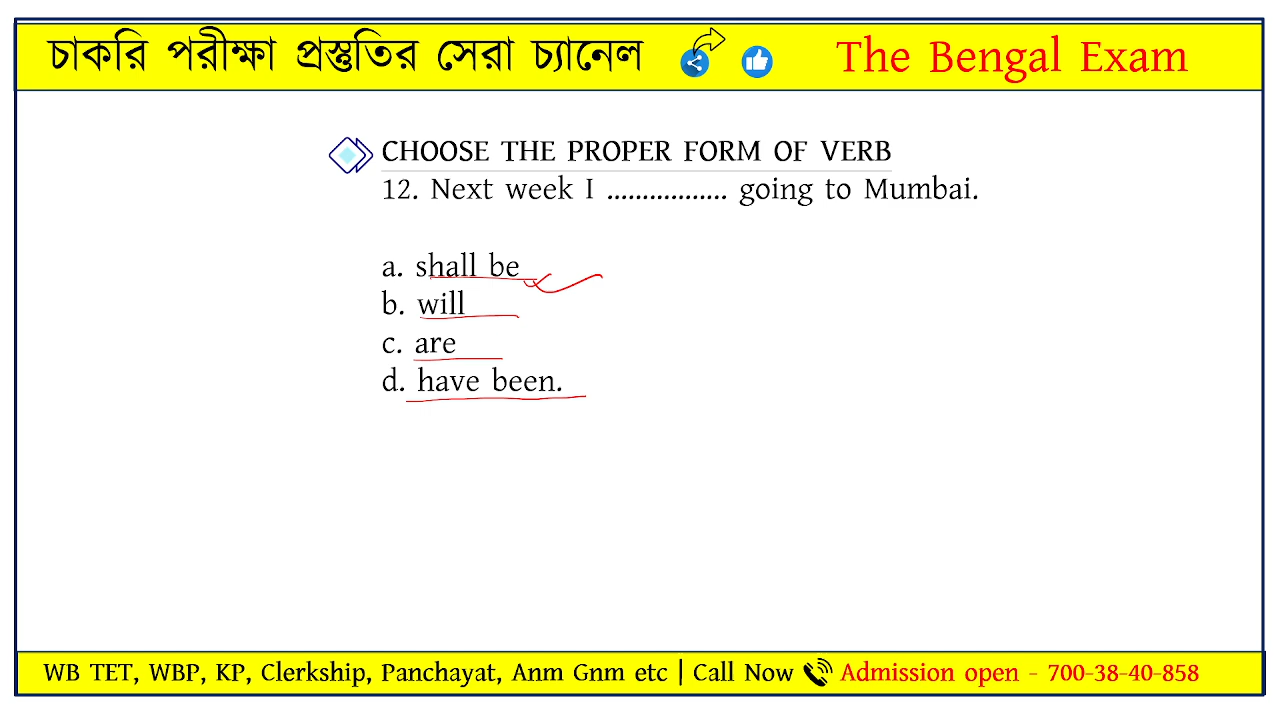 চাকরি পরীক্ষা প্রস্তুতির সেরা চ্যানেল The Bengal Exam
CHOOSE THE PROPER FORM OF VERB
12. Next week I ................. going to Mumbai.
a. shall be
b. will
c. are
d. have been.
WB TET, WBP, KP, Clerkship, Panchayat, Anm Gnm etc | Call Now Admission open - 700-38-40-858